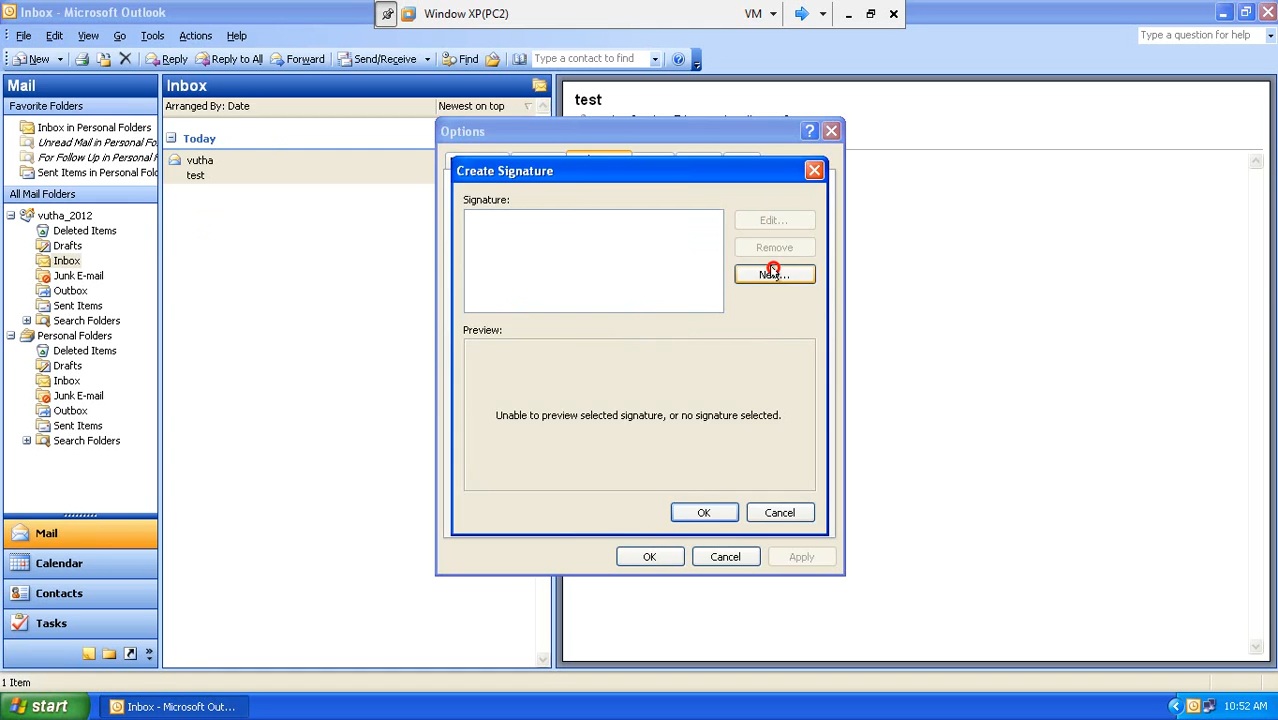 Inbox - Microsoft Outlook
Window XP(PC2)
VM
File Edit View Go Tools Actions Help
Type a question for help
New Reply Reply to All Forward Send/Receive Find Type a contact to find
Mail
Favorite Folders
Inbox in Personal Folders
Unread Mail in Personal Fo
For Follow Up in Personal
Sent Items in Personal Folders
All Mail Folders
vutha_2012
Deleted Items
Drafts
Inbox
Junk E-mail
Outbox
Sent Items
Search Folders
Personal Folders
Deleted Items
Drafts
Inbox
Junk E-mail
Outbox
Sent Items
Search Folders
Mail
Calendar
Contacts
Tasks
Inbox
Arranged By: Date Newest on top
Today
vutha
test
test
Options
Create Signature
Signature:
Edit...
Remove
Preview:
Unable to preview selected signature, or no signature selected.
OK Cancel
OK Cancel Apply
1 Item
start
Inbox - Microsoft Out...
10:52 AM